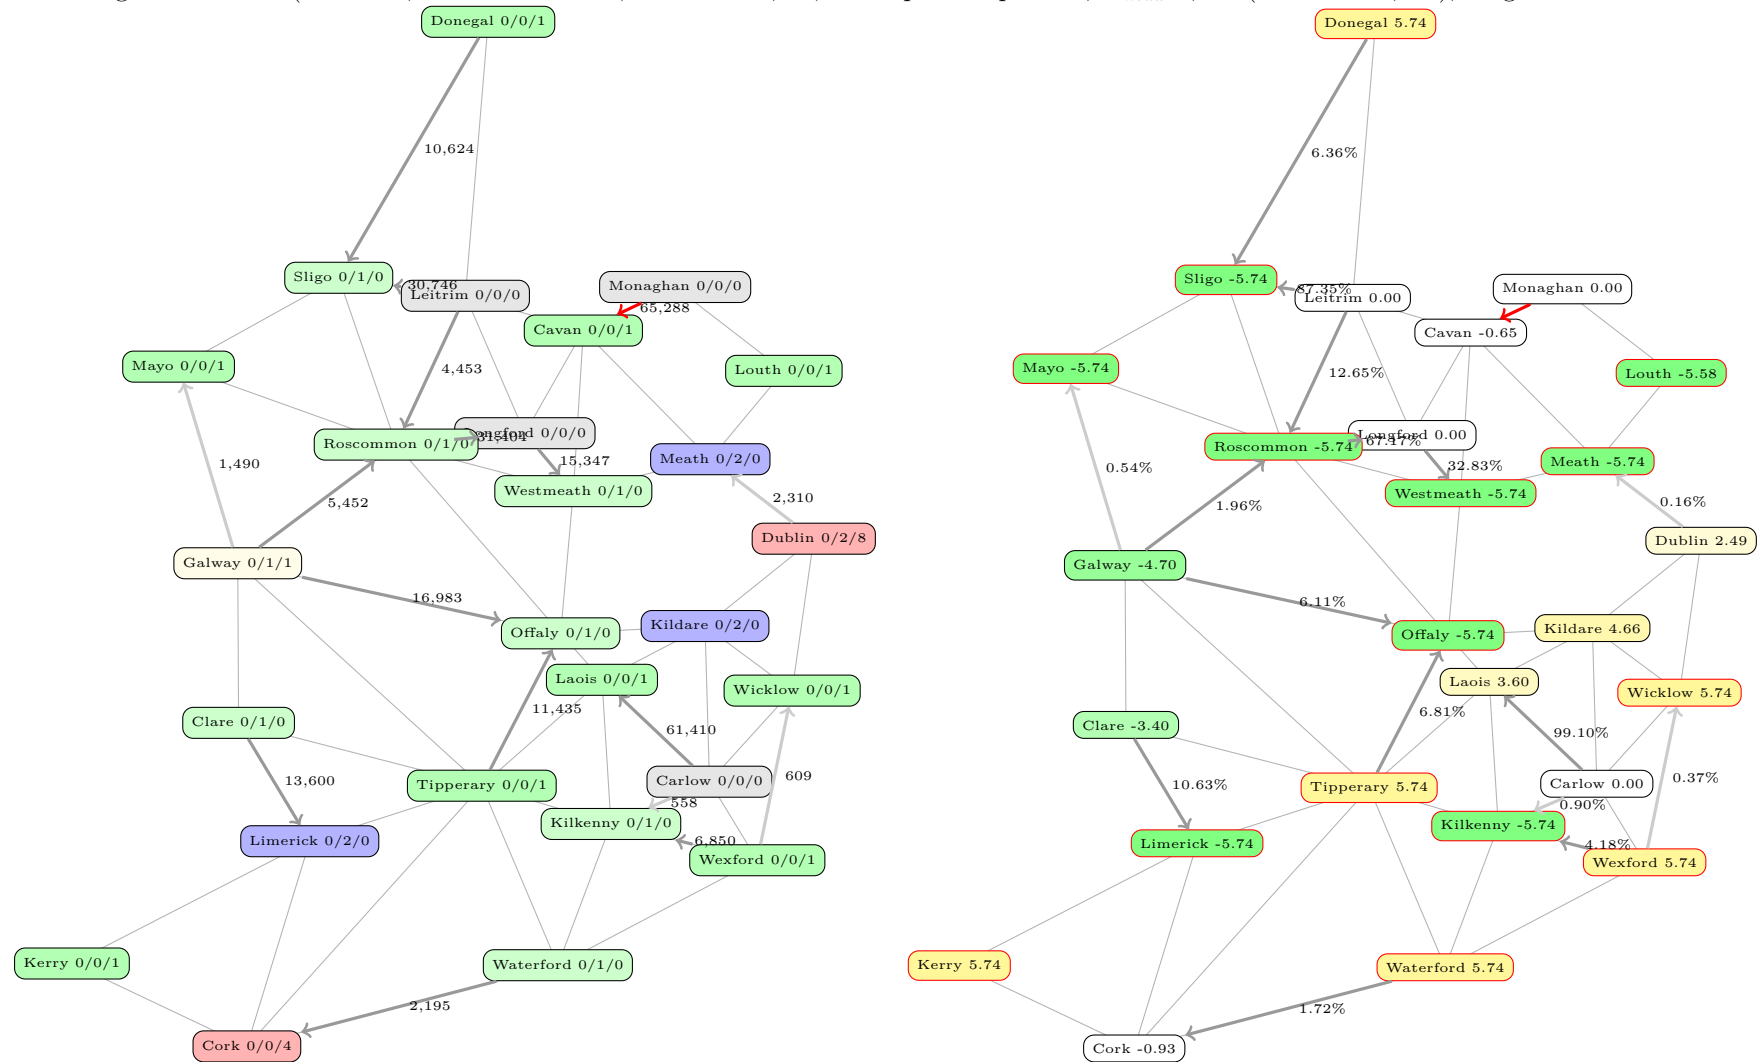 Donegal 0/0/1
10,624
Sligo 0/1/0
30,746
Leitrim 0/0/0
Monaghan 0/0/0
65,288
Cavan 0/0/1
Mayo 0/0/1
4,453
Louth 0/0/1
Roscommon 0/1/0
Longford 0/0/0
31,404
15,347
Meath 0/2/0
1,490
5,452
Westmeath 0/1/0
2,310
Dublin 0/2/8
Galway 0/1/1
16,983
Offaly 0/1/0
Kildare 0/2/0
Laois 0/0/1
Wicklow 0/0/1
11,435
Clare 0/1/0
61,410
13,600
Tipperary 0/0/1
Carlow 0/0/0
609
558
Kilkenny 0/1/0
Limerick 0/2/0
6,850
Wexford 0/0/1
Kerry 0/0/1
Waterford 0/1/0
2,195
Cork 0/0/4
Donegal 5.74
6.36%
Sligo -5.74
87.35%
Leitrim 0.00
Monaghan 0.00
Cavan -0.65
Mayo -5.74
12.65%
Louth -5.58
Roscommon -5.74
Longford 0.00
67.17%
32.83%
Meath -5.74
0.54%
1.96%
Westmeath -5.74
0.16%
Dublin 2.49
Galway -4.70
6.11%
Offaly -5.74
Kildare 4.66
Laois 3.60
Wicklow 5.74
6.81%
Clare -3.40
99.10%
10.63%
Tipperary 5.74
Carlow 0.00
0.37%
0.90%
Kilkenny -5.74
Limerick -5.74
4.18%
Wexford 5.74
Kerry 5.74
Waterford 5.74
1.72%
Cork -0.93